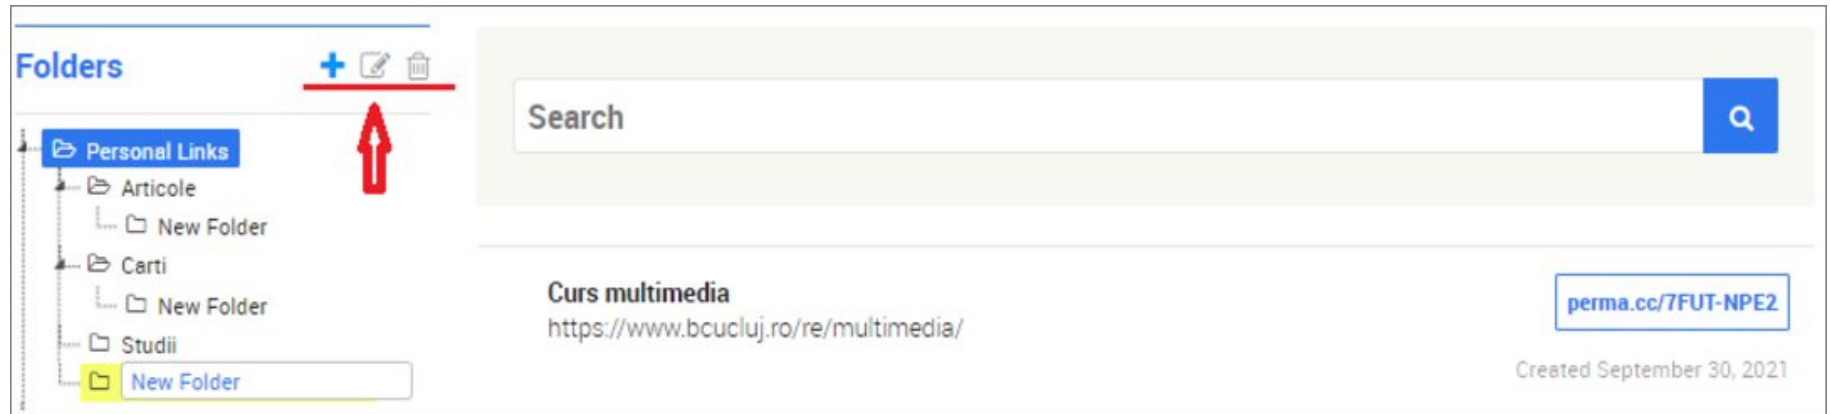 Folders
Personal Links
Articole
New Folder
Carti
New Folder
Studii
New Folder
Search
Curs multimedia
https://www.bcucluj.ro/re/multimedia/
perma.cc/7FUT-NPE2
Created September 30, 2021